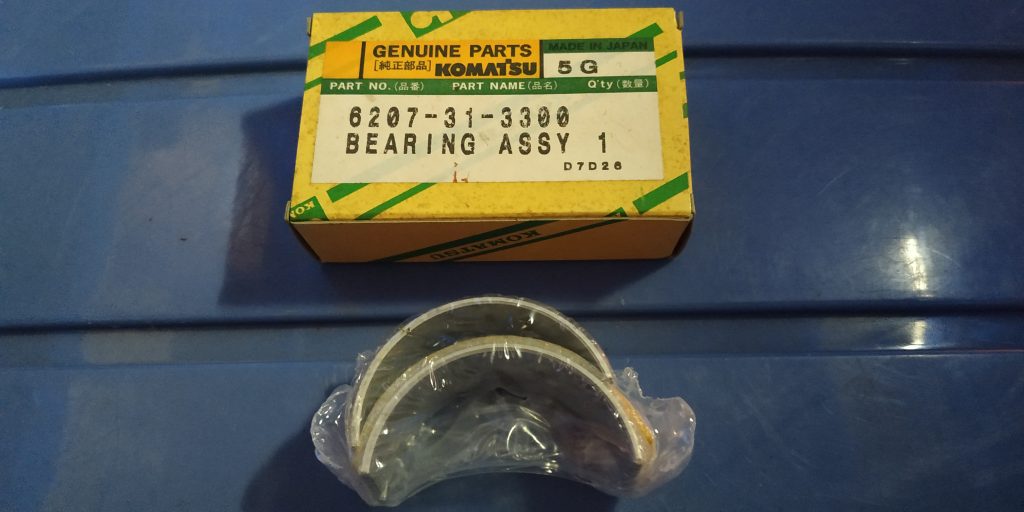 GENUINE PARTS
[純正部品] KOMATSU
MADE IN JAPAN
5G
PART NO.(品番) PART NAME(品名) Q'ty(数量)
6207-31-3300
BEARING ASSY 1
D7D26
KO
KOMATSU